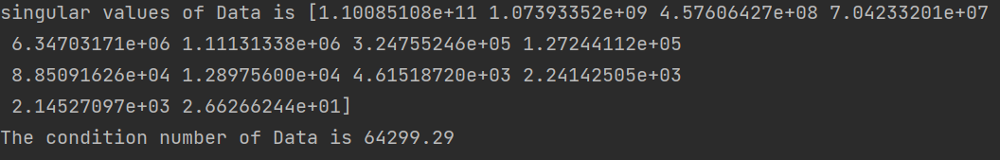 singular values of Data is [1.10085108e+11 1.07393352e+09 4.57606427e+08 7.04233201e+07
6.34703171e+06 1.11131338e+06 3.24755246e+05 1.27244112e+05
8.85091626e+04 1.28975600e+04 4.61518720e+03 2.24142505e+03
2.14527097e+03 2.66266244e+01]
The condition number of Data is 64299.29